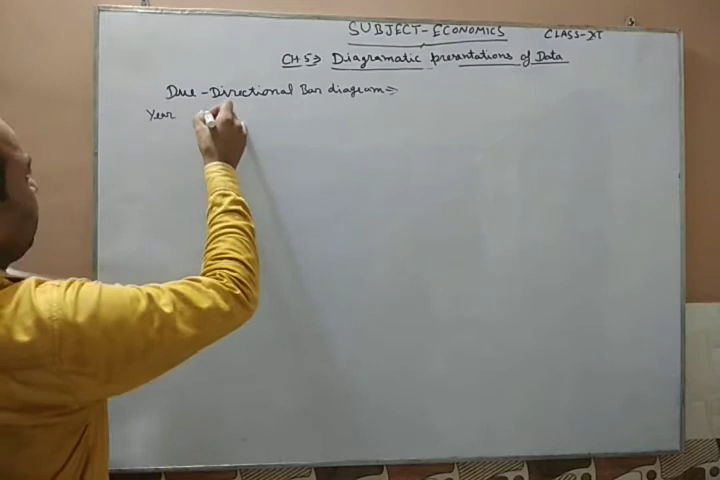 SUBJECT-ECONOMICS CLASS-XI
CH 5⇒ Diagramatic presentations of Data
Due-Directional Bar diagram⇒
Year